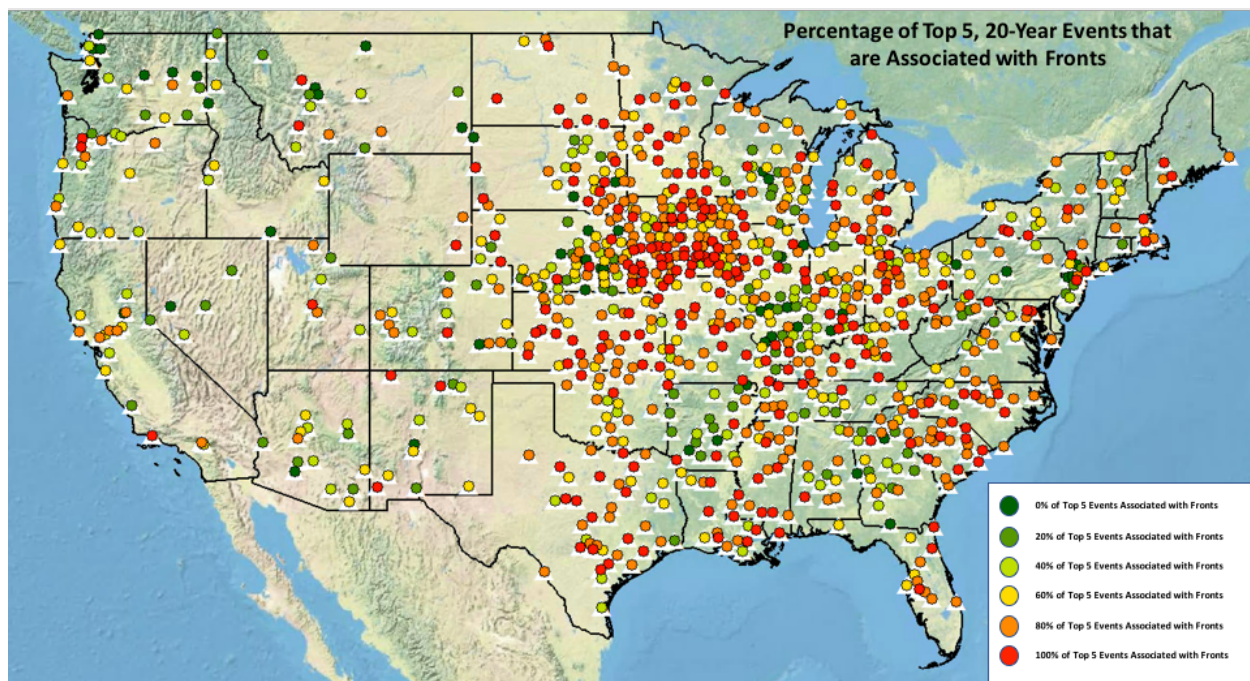 Percentage of Top 5, 20-Year Events that
are Associated with Fronts
0% of Top 5 Events Associated with Fronts
20% of Top 5 Events Associated with Fronts
40% of Top 5 Events Associated with Fronts
60% of Top 5 Events Associated with Fronts
80% of Top 5 Events Associated with Fronts
100% of Top 5 Events Associated with Fronts